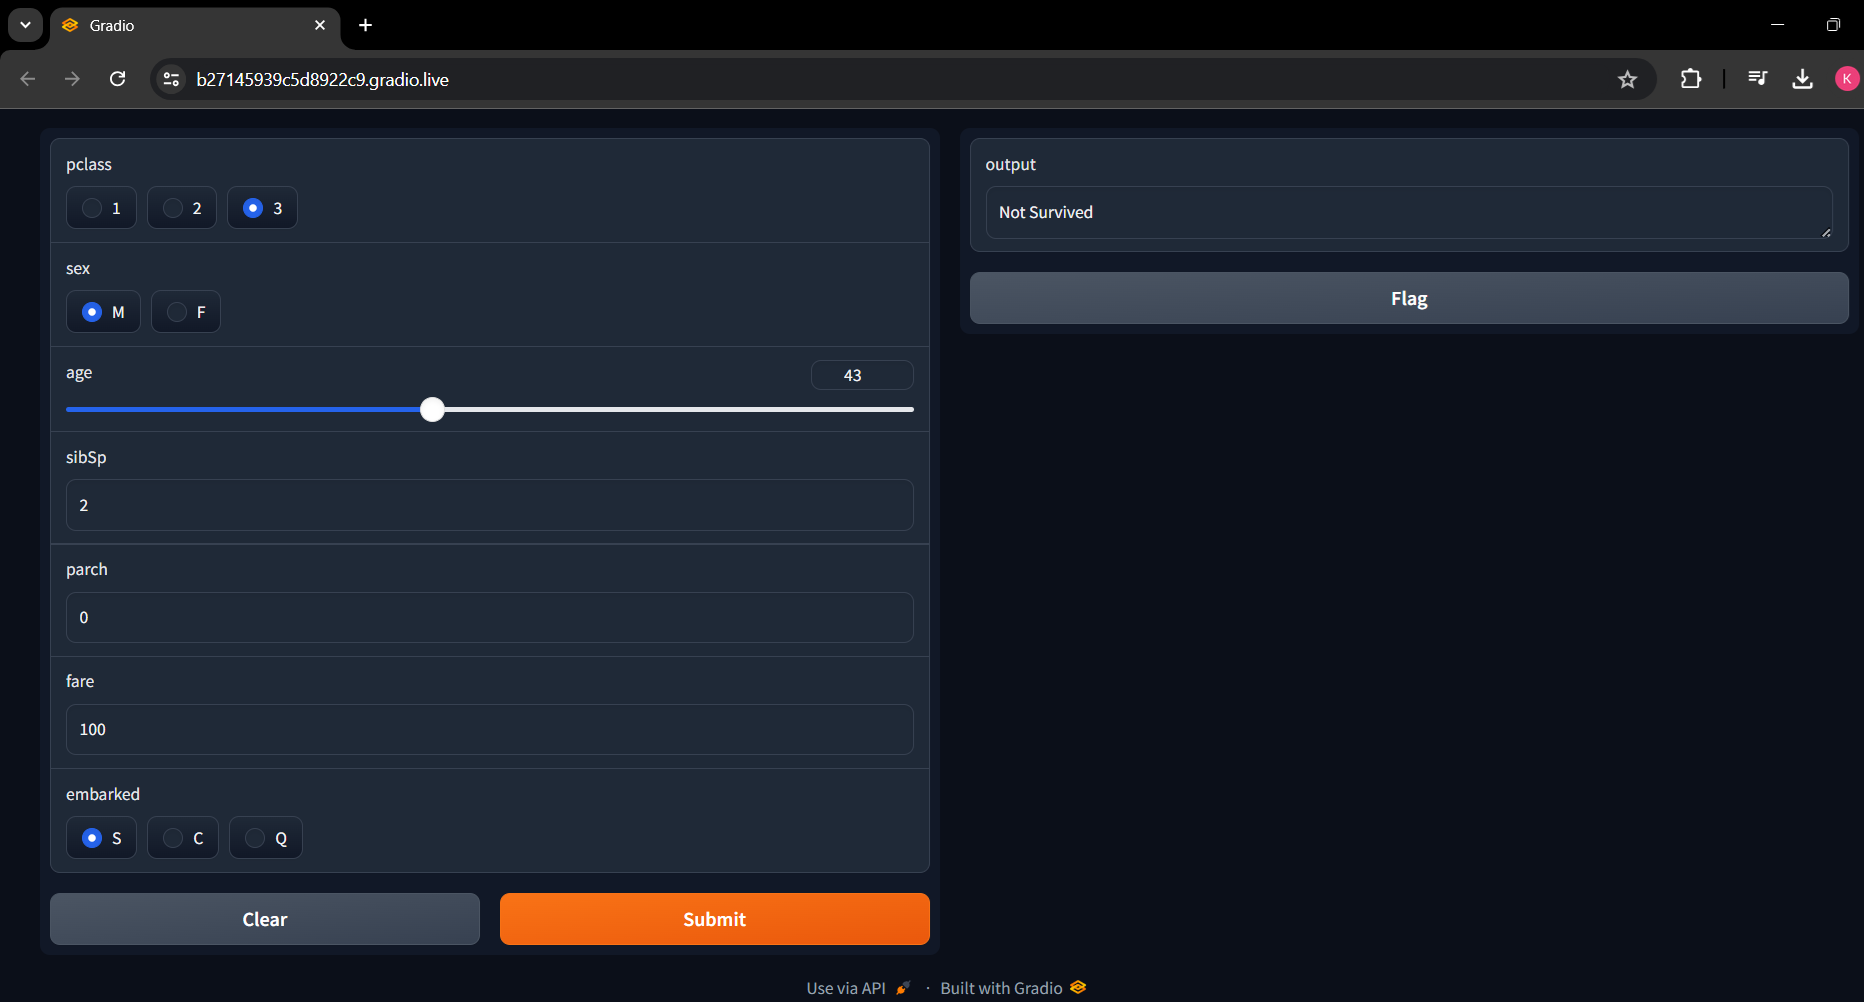 Gradio
b27145939c5d8922c9.gradio.live
K
pclass
1 2 3
sex
M F
age
43
sibSp
2
parch
0
fare
100
embarked
S C Q
Clear Submit
output
Not Survived
Flag
Use via API · Built with Gradio